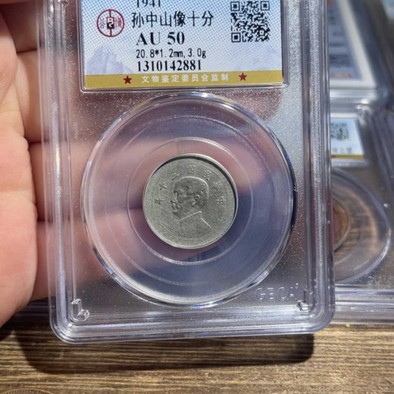 1941
孙中山像十分
AU 50
20.8*1.2mm,3.0g
1310142881
★ 文物鉴定委员会监制 ★